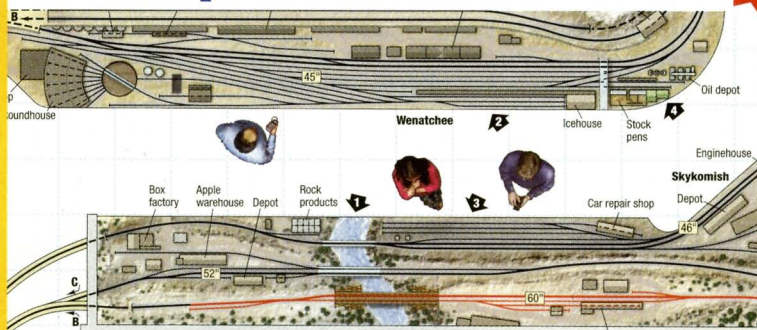 B
45"
Roundhouse
Wenatchee
2
Icehouse
Stock
pens
4
Oil depot
Enginehouse
Skykomish
Box
factory
Apple
warehouse
Depot
Rock
products
1
3
Car repair shop
Depot
46"
52"
60"
C
B